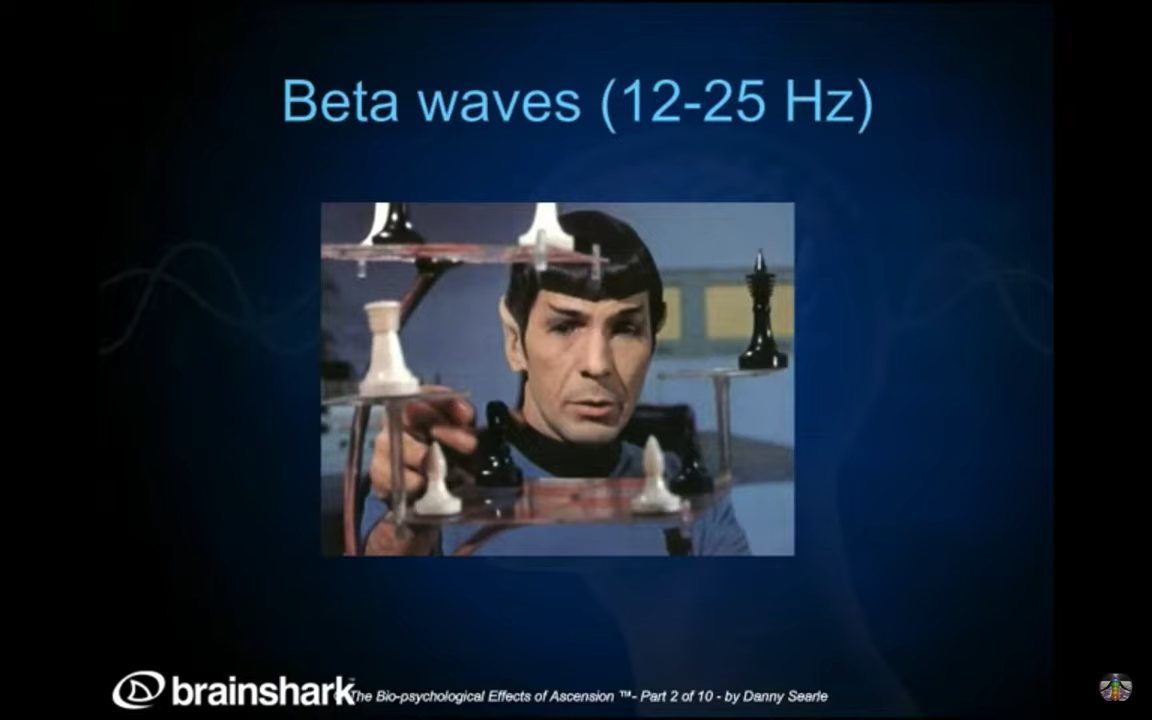 Beta waves (12-25 Hz)
brainshark
The Bio-psychological Effects of Ascension ™- Part 2 of 10 - by Danny Searle